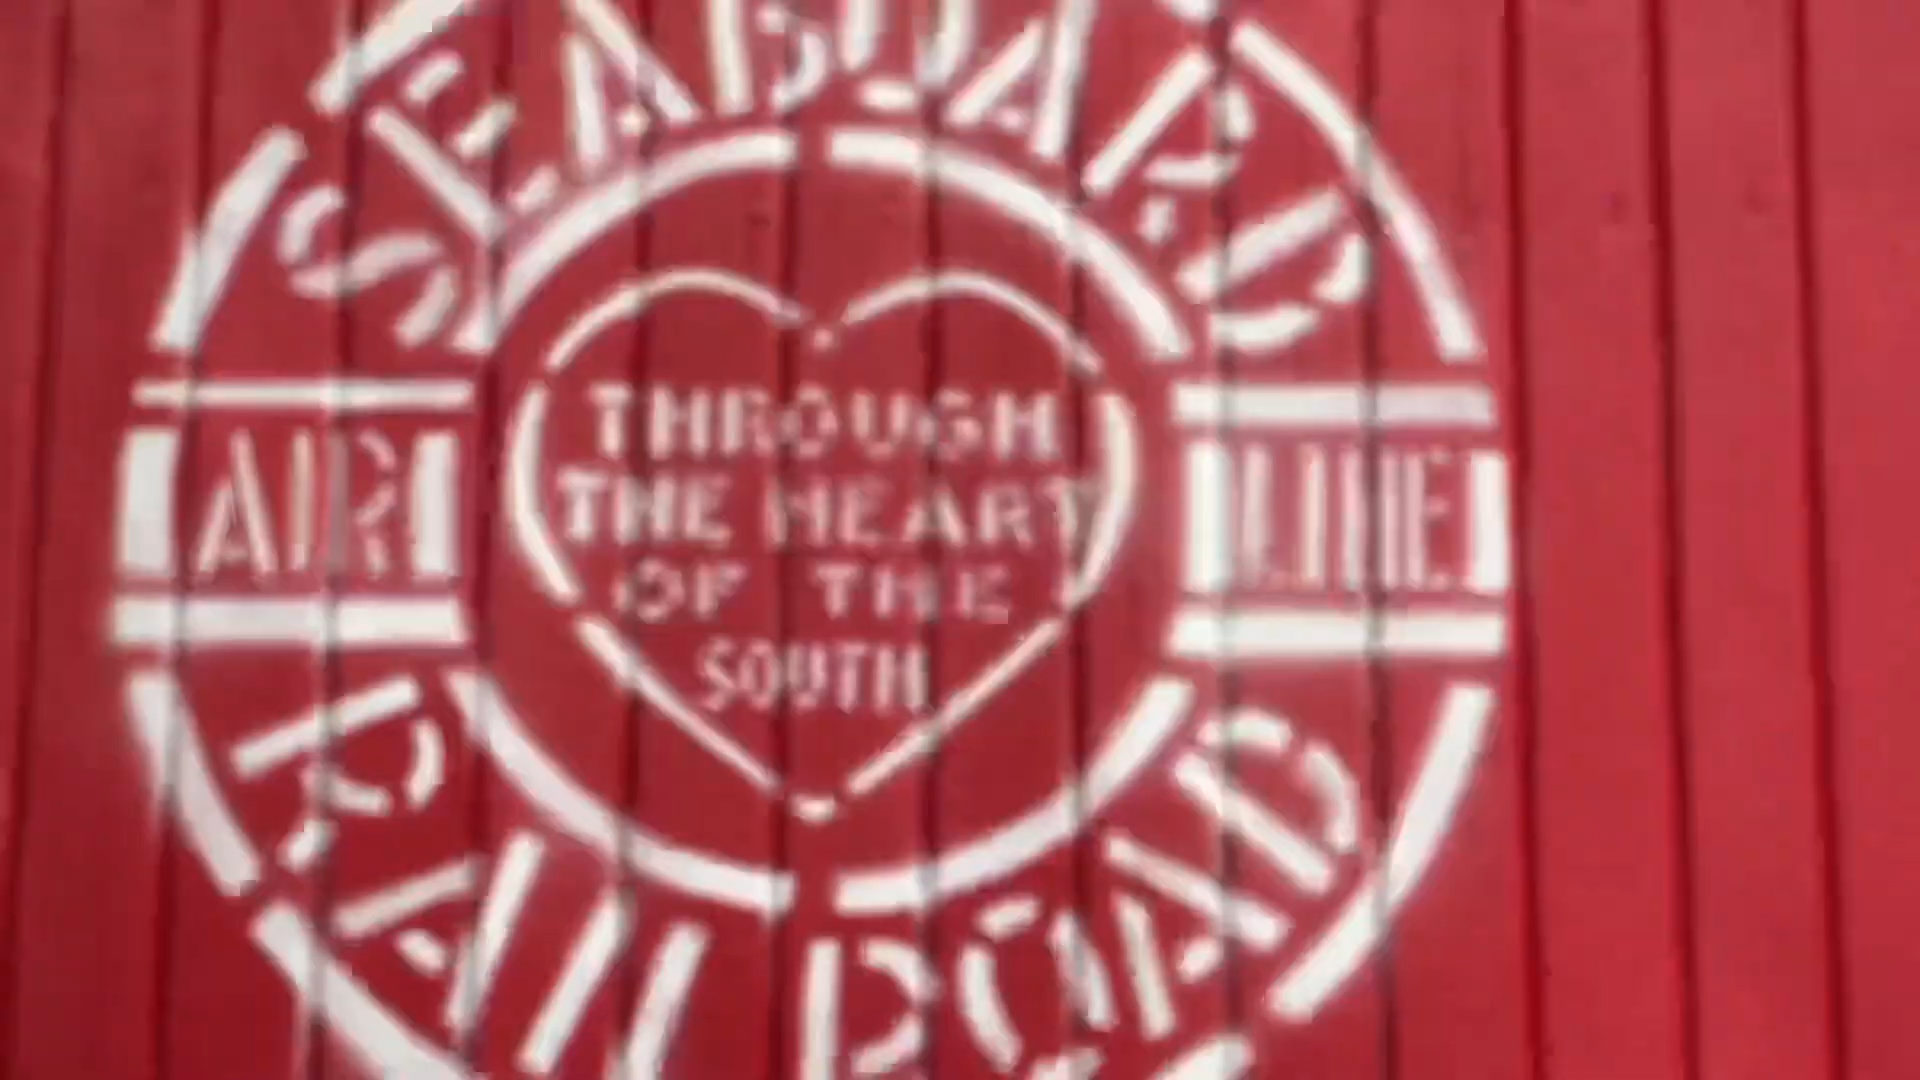 SEABOARD
AIR
LINE
THROUGH
THE HEART
OF THE
SOUTH
RAILROAD